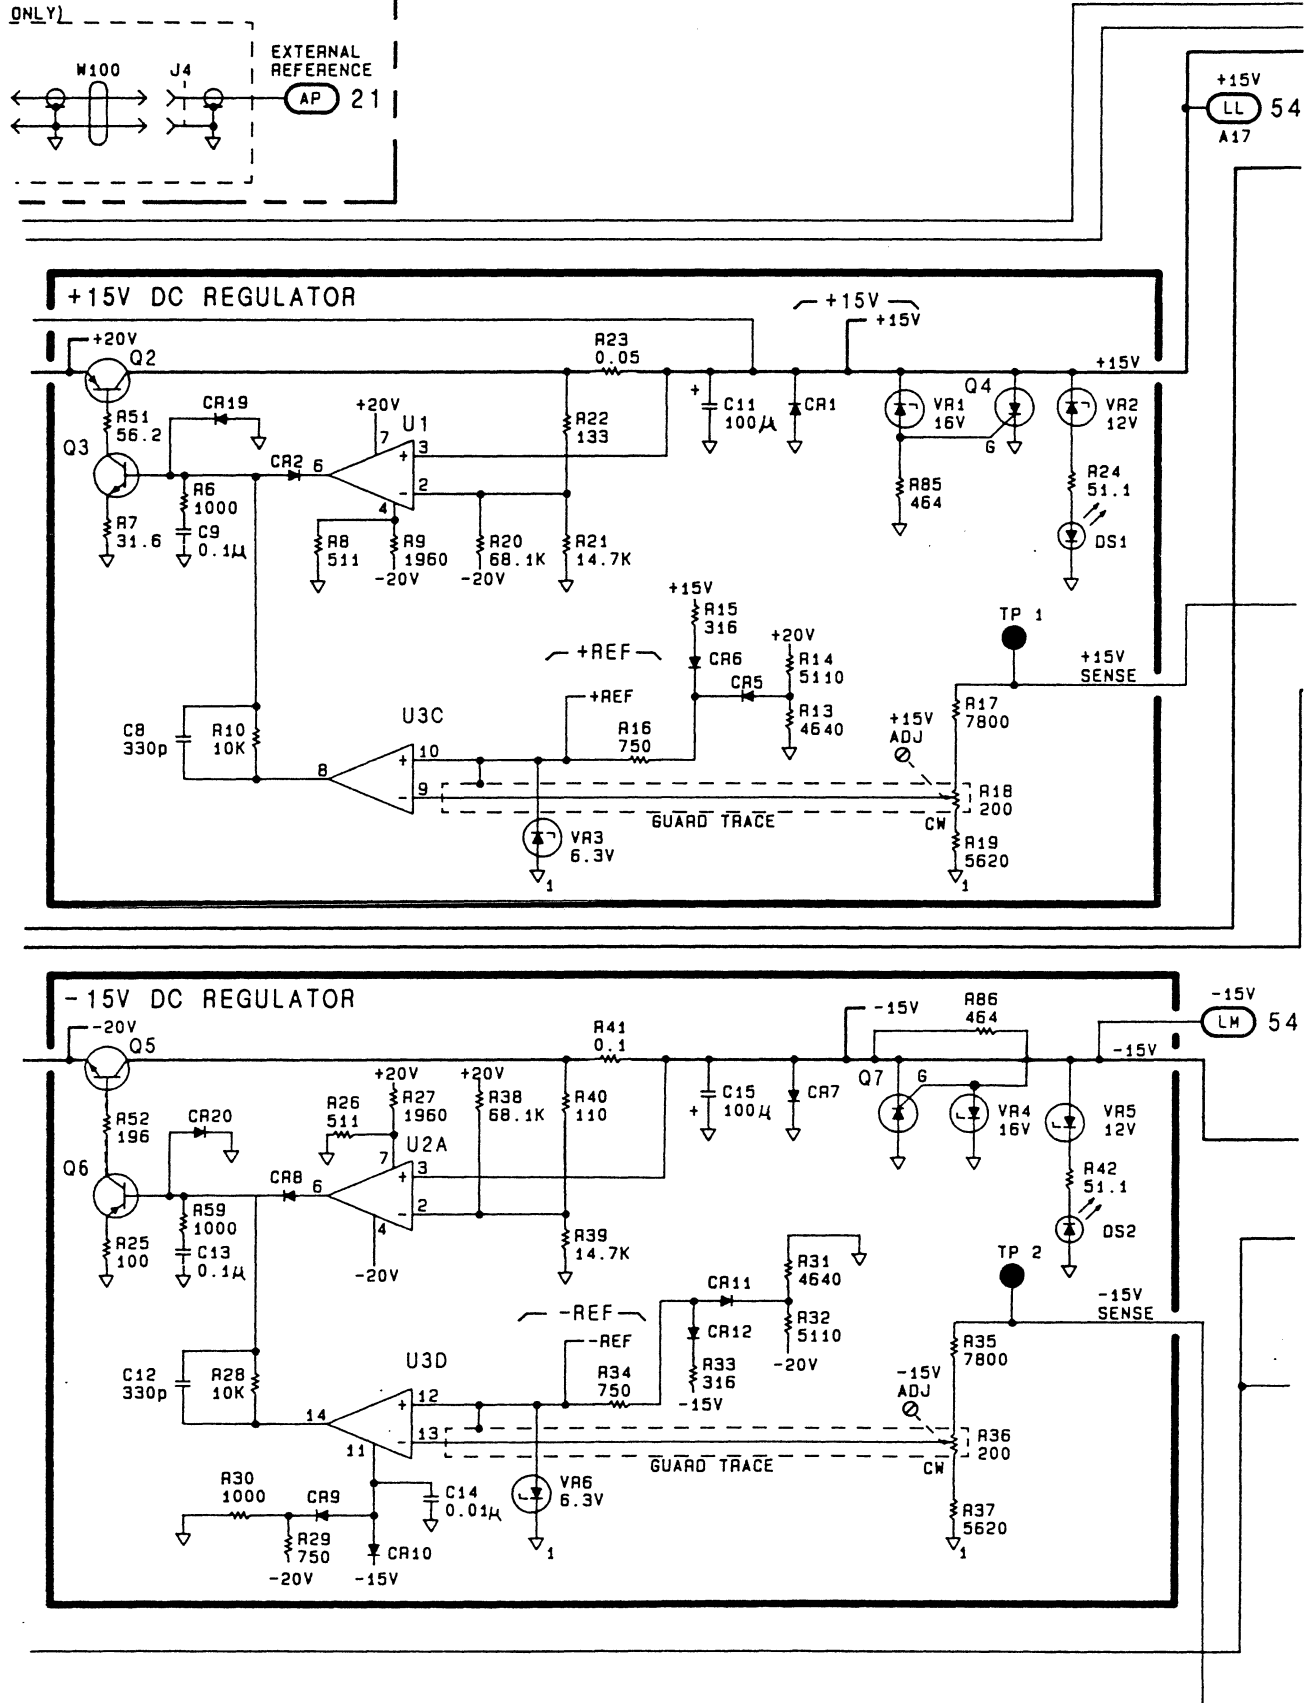 ONLY)
EXTERNAL
REFERENCE
W100
J4
AP
21
+15V
LL
54
A17
+15V DC REGULATOR
+15V
+15V
+20V
Q2
R23
0.05
+15V
R51
56.2
CR19
+20V
U1
R22
133
+
C11
100µ
CR1
VR1
16V
Q4
G
VR2
12V
Q3
CR2
6
7
+
3
-
2
4
R6
1000
C9
0.1µ
R7
31.6
R8
511
R9
1960
-20V
R20
68.1K
-20V
R21
14.7K
R85
464
R24
51.1
DS1
+15V
R15
316
TP 1
+REF
+REF
CR6
+20V
R14
5110
CR5
R13
4640
+15V
SENSE
C8
330p
R10
10K
U3C
R16
750
+15V
ADJ
R17
7800
8
+
10
-
9
GUARD TRACE
CW
R18
200
VR3
6.3V
R19
5620
1
1
-15V DC REGULATOR
-20V
Q5
R41
0.1
-15V
R86
464
-15V
LM
54
-15V
R52
196
CR20
R26
511
+20V
R27
1960
+20V
R38
68.1K
R40
110
C15
100µ
+
CR7
Q7
G
VR4
16V
VR5
12V
Q6
CR8
6
7
U2A
+
3
-
2
4
-20V
R59
1000
C13
0.1µ
R25
100
R39
14.7K
R42
51.1
DS2
R31
4640
TP 2
CR11
-REF
-REF
CR12
R32
5110
-20V
-15V
SENSE
C12
330p
R28
10K
U3D
R34
750
R33
316
-15V
-15V
ADJ
R35
7800
14
+
12
-
13
11
GUARD TRACE
CW
R36
200
R30
1000
CR9
C14
0.01µ
VR6
6.3V
R37
5620
1
1
R29
750
-20V
CR10
-15V